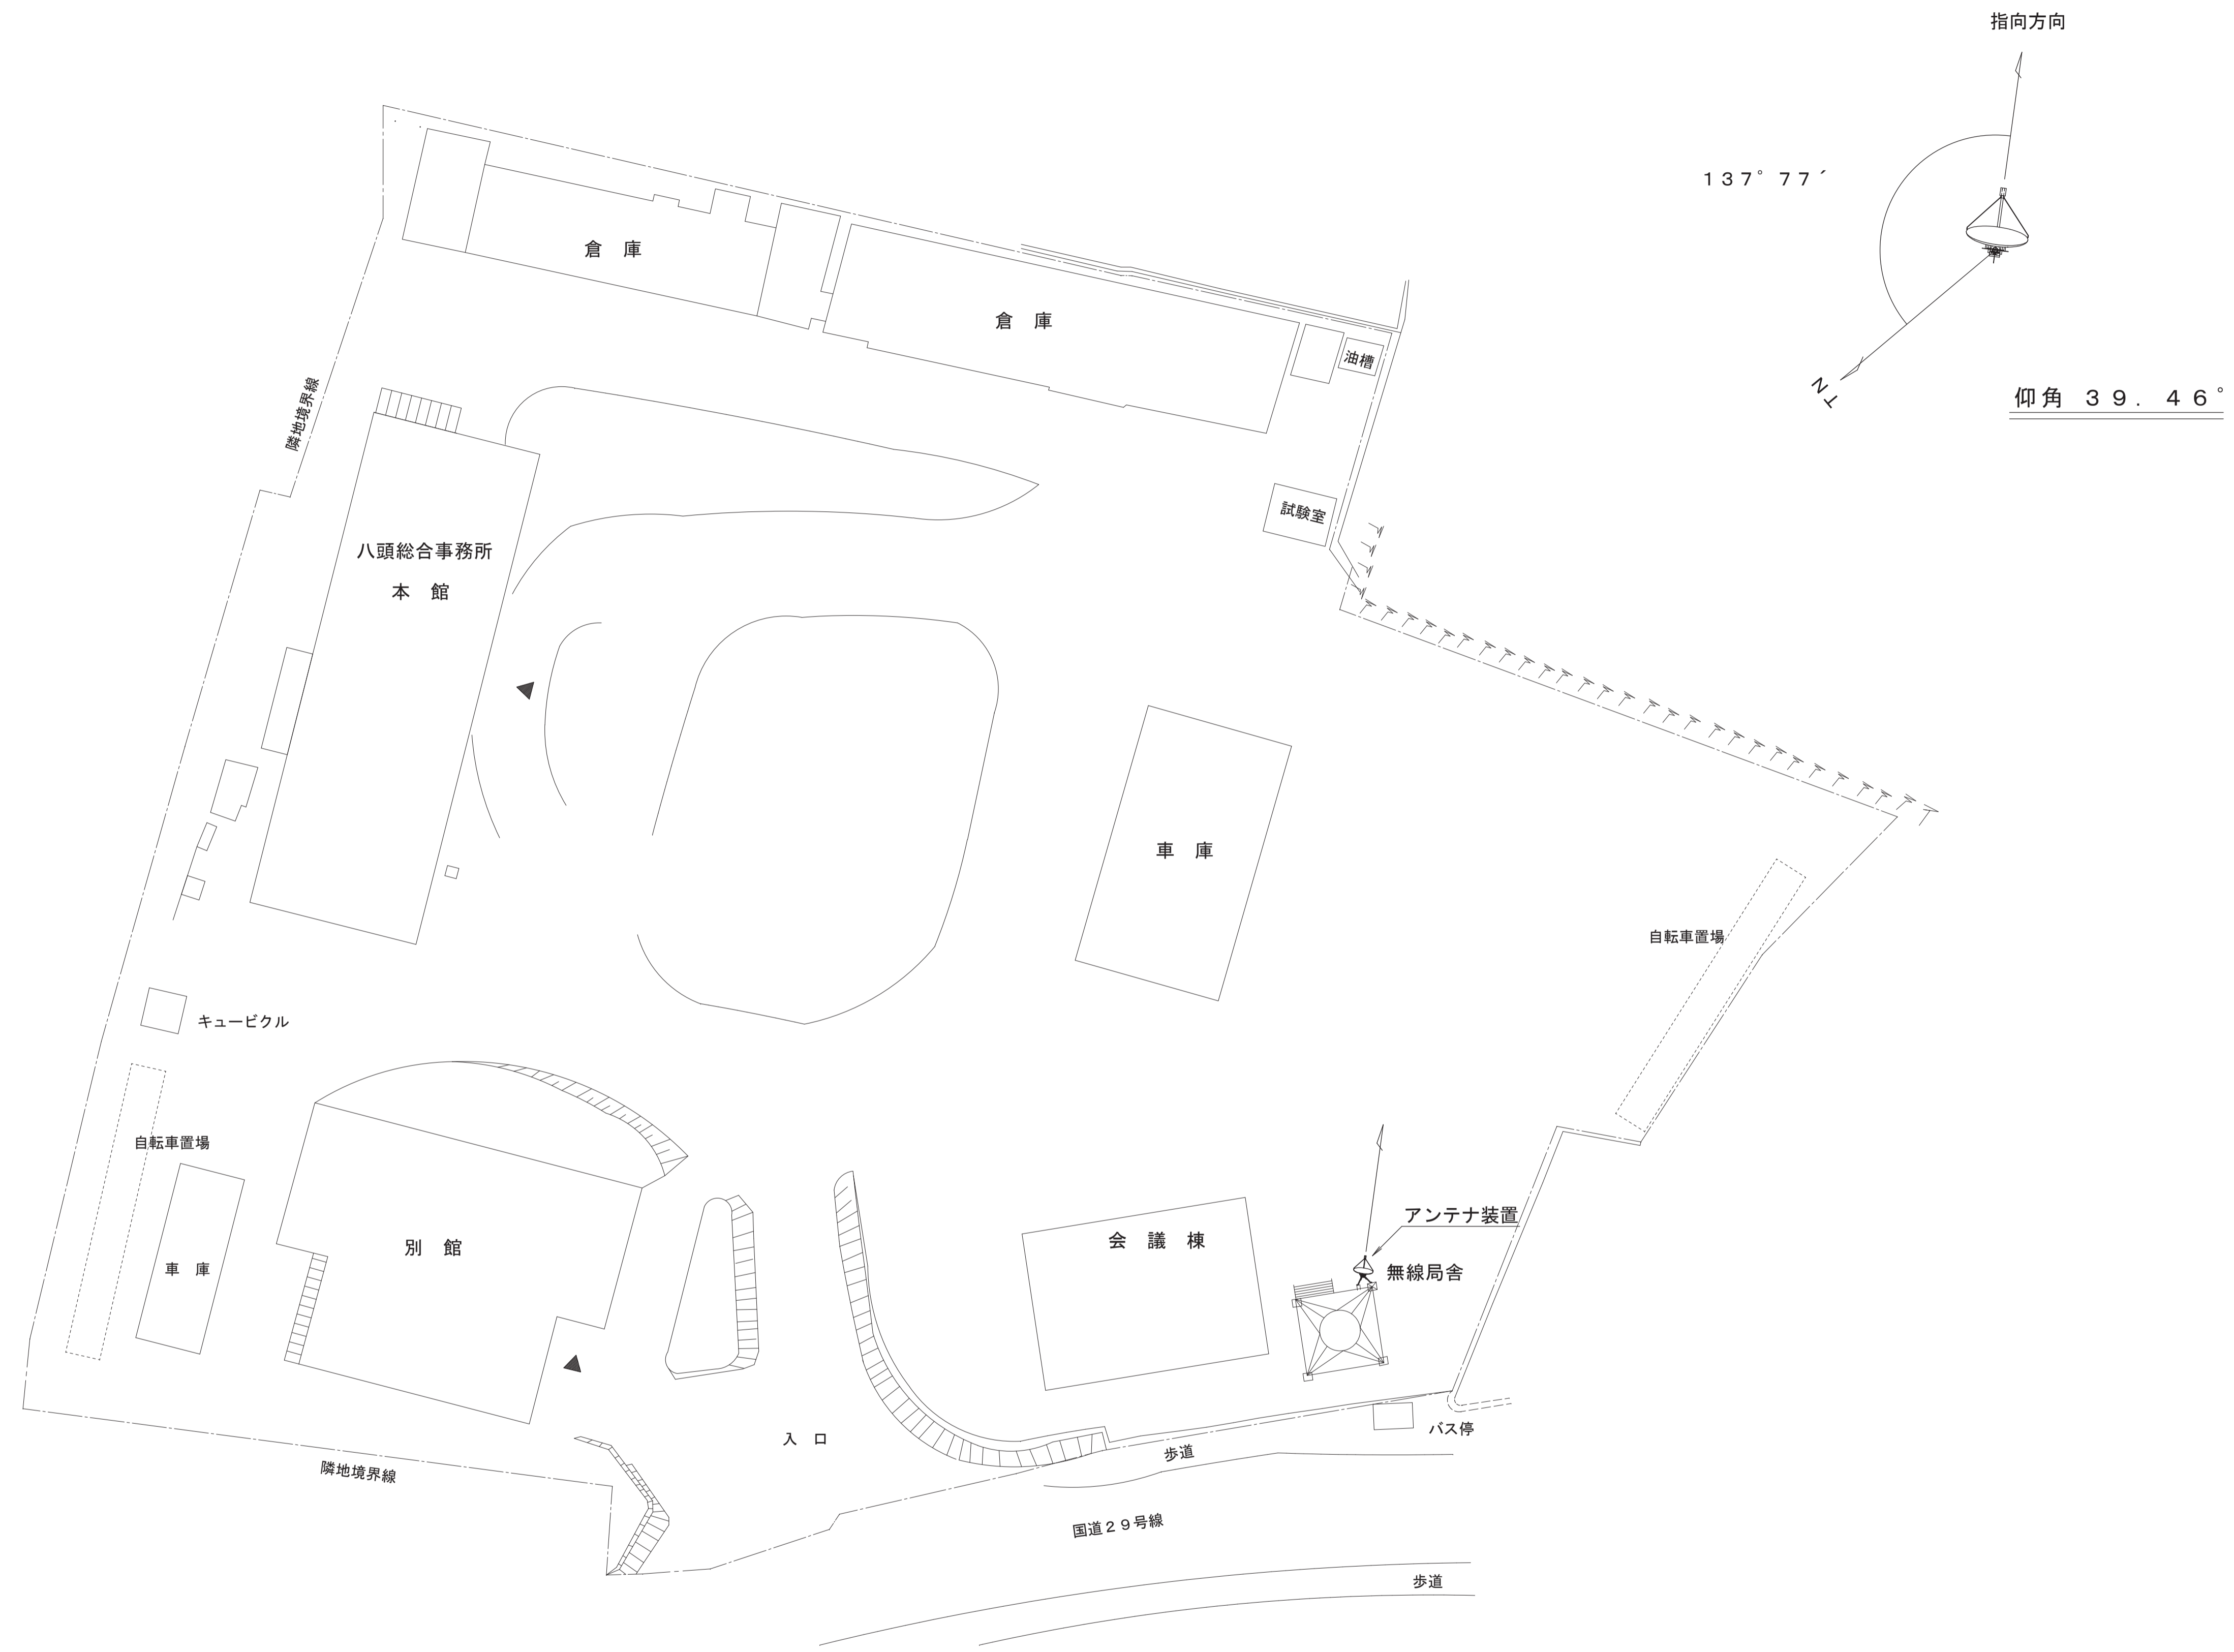 指向方向
１３７°７７′
倉　庫
倉　庫
油槽
TN
仰角　３９．４６°
隣地境界線
試験室
八頭総合事務所
本　館
車　庫
自転車置場
キュービクル
自転車置場
アンテナ装置
別　館
会　議　棟
車　庫
無線局舎
入　口
バス停
歩道
隣地境界線
国道２９号線
歩道